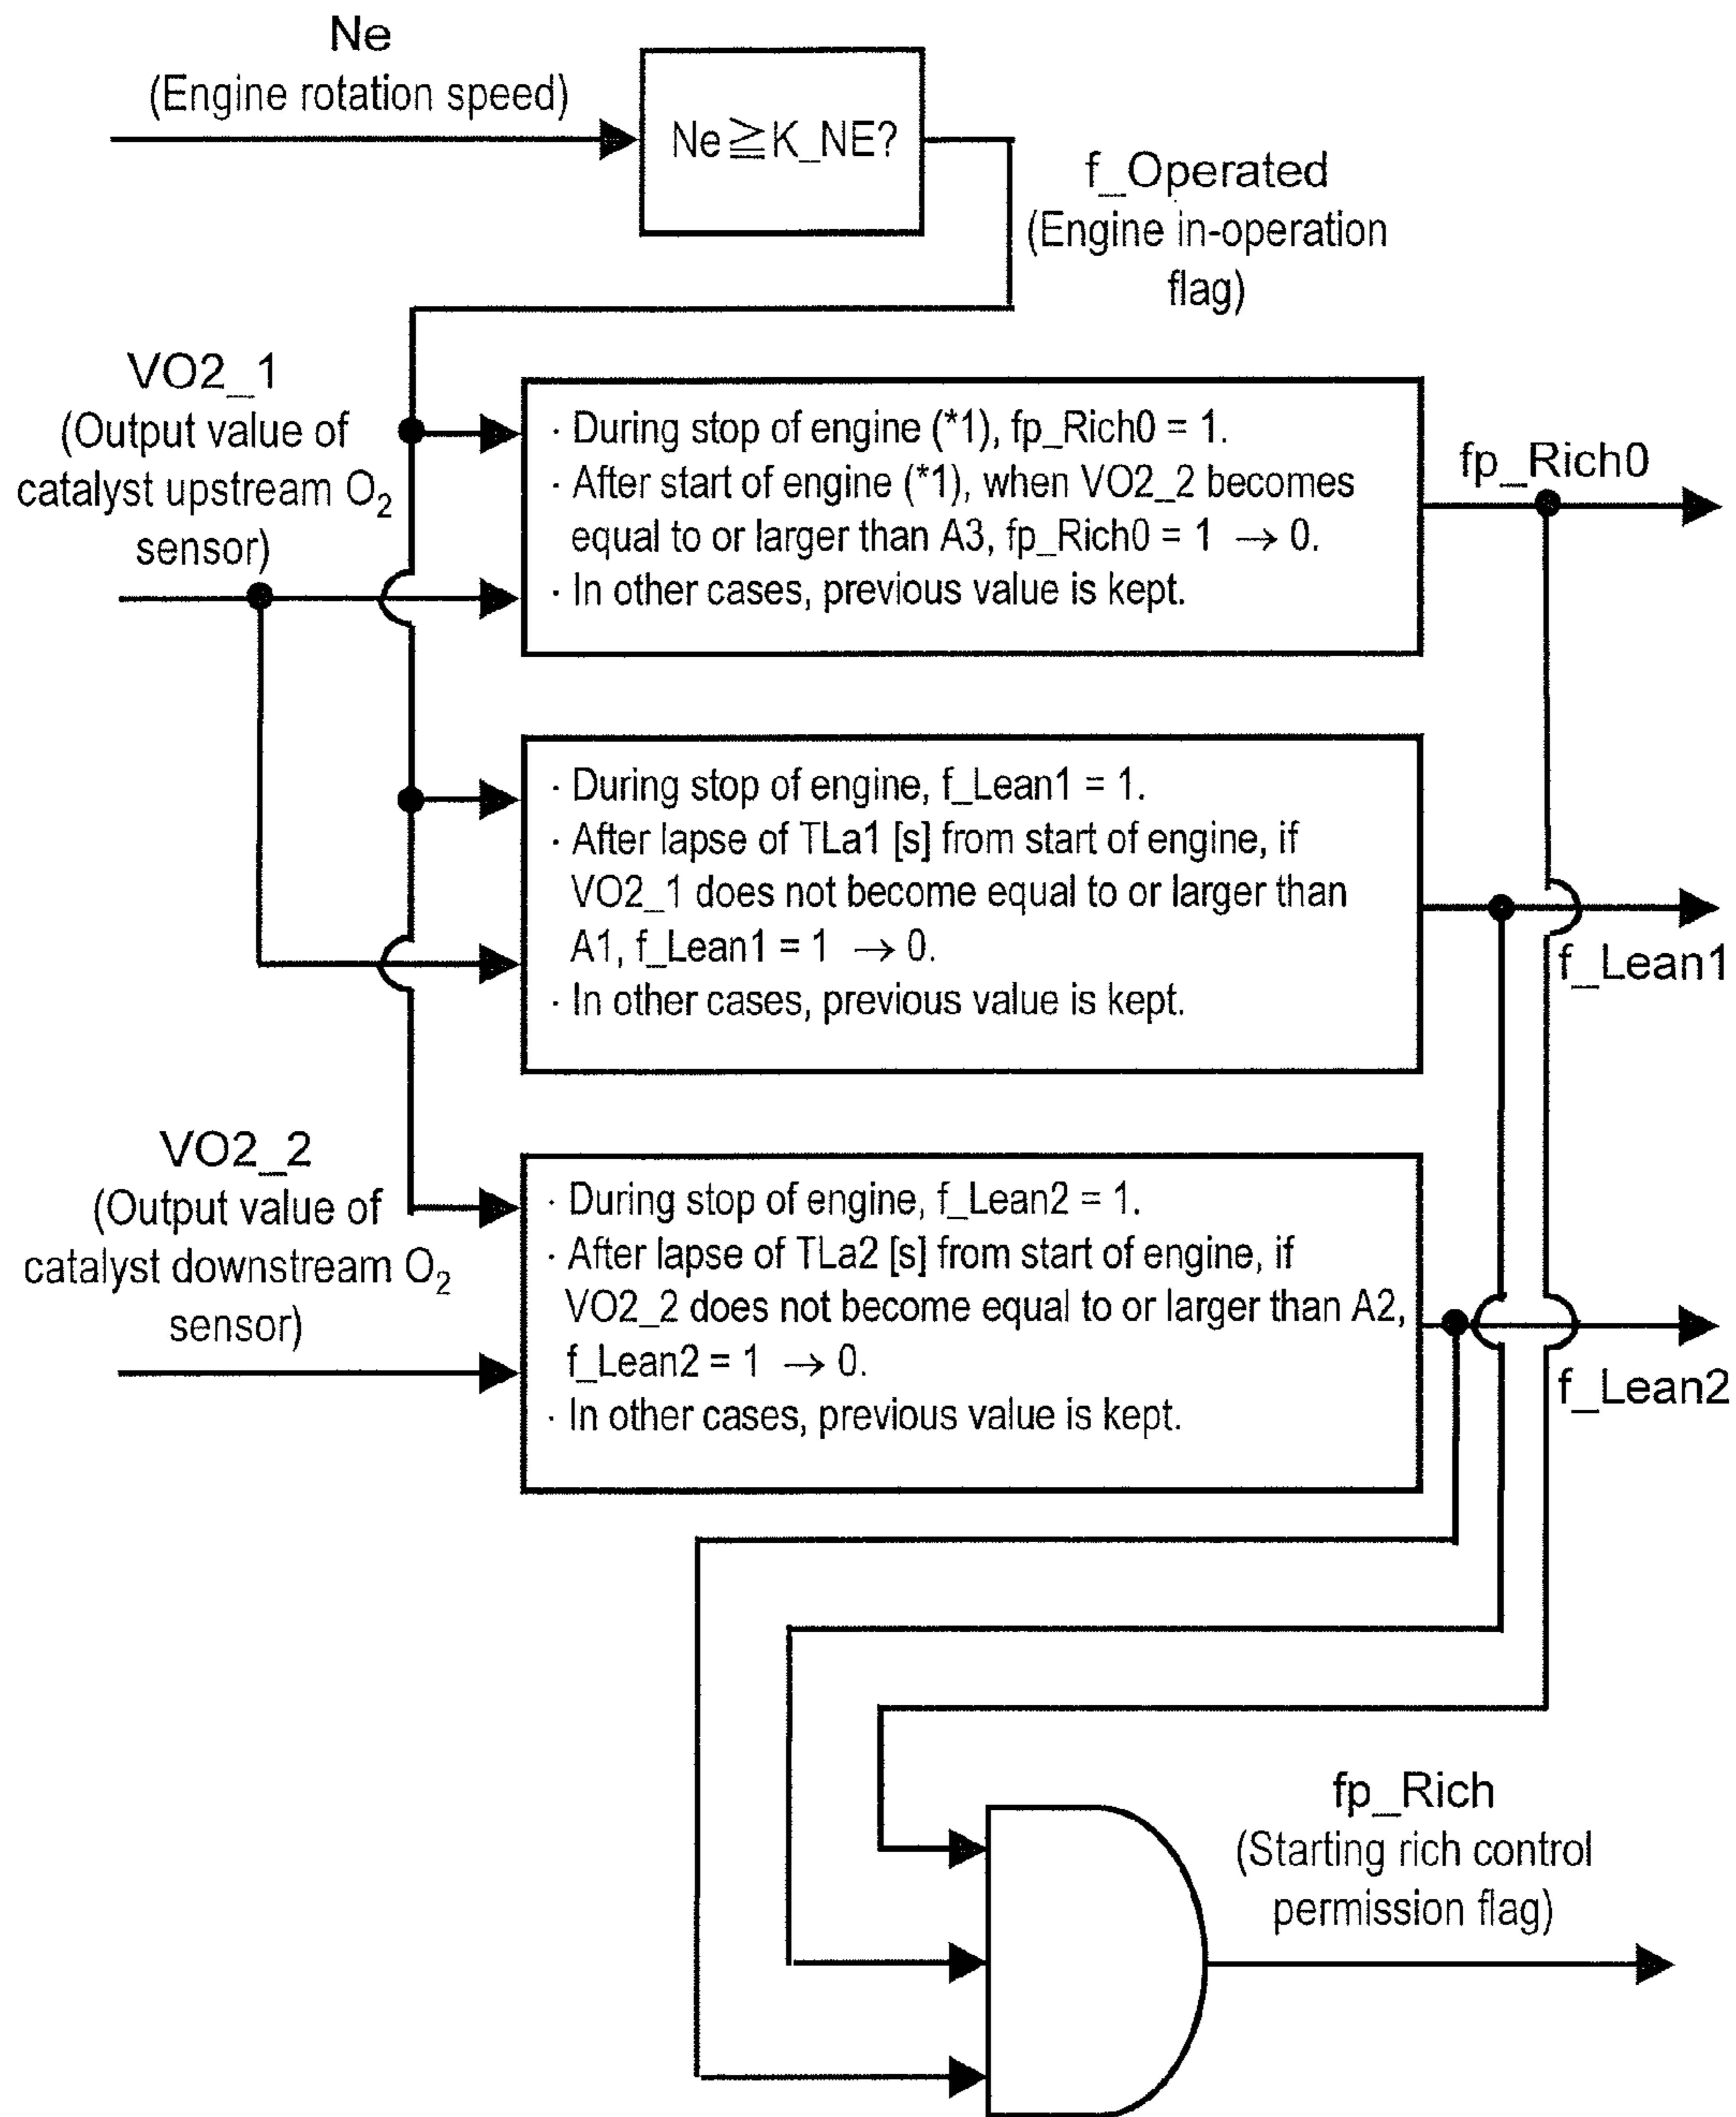 Ne
(Engine rotation speed)
Ne≧K_NE?
f_Operated
(Engine in-operation
flag)
VO2_1
(Output value of
catalyst upstream O2
sensor)
· During stop of engine (*1), fp_Rich0 = 1.
· After start of engine (*1), when VO2_2 becomes
equal to or larger than A3, fp_Rich0 = 1 → 0.
· In other cases, previous value is kept.
fp_Rich0
· During stop of engine, f_Lean1 = 1.
· After lapse of TLa1 [s] from start of engine, if
VO2_1 does not become equal to or larger than
A1, f_Lean1 = 1 → 0.
· In other cases, previous value is kept.
f_Lean1
VO2_2
(Output value of
catalyst downstream O2
sensor)
· During stop of engine, f_Lean2 = 1.
· After lapse of TLa2 [s] from start of engine, if
VO2_2 does not become equal to or larger than A2,
f_Lean2 = 1 → 0.
· In other cases, previous value is kept.
f_Lean2
fp_Rich
(Starting rich control
permission flag)